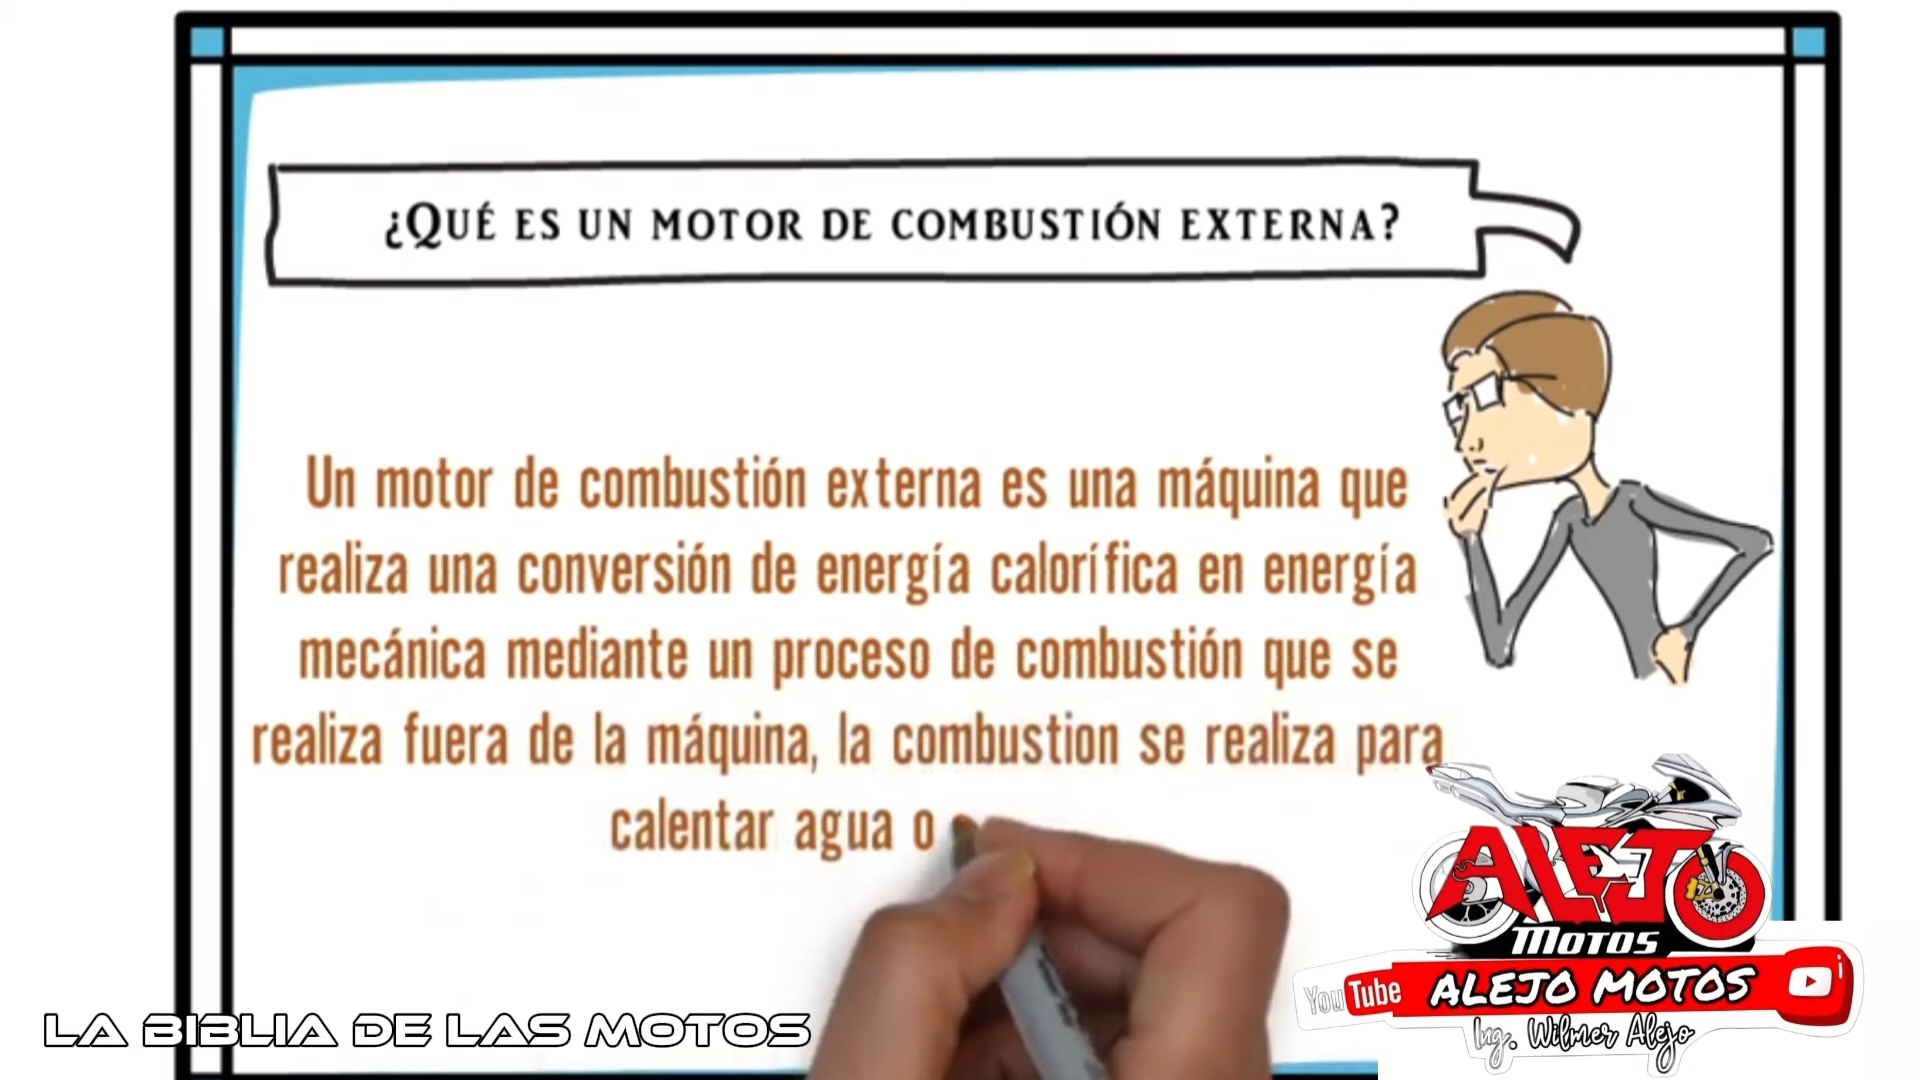 ¿QUÉ ES UN MOTOR DE COMBUSTIÓN EXTERNA?
Un motor de combustión externa es una máquina que
realiza una conversión de energía calorífica en energía
mecánica mediante un proceso de combustión que se
realiza fuera de la máquina, la combustion se realiza para
calentar agua o
ALEJO
MOTOS
YouTube ALEJO MOTOS
Ing. Wilmer Alejo
LA BIBLIA DE LAS MOTOS